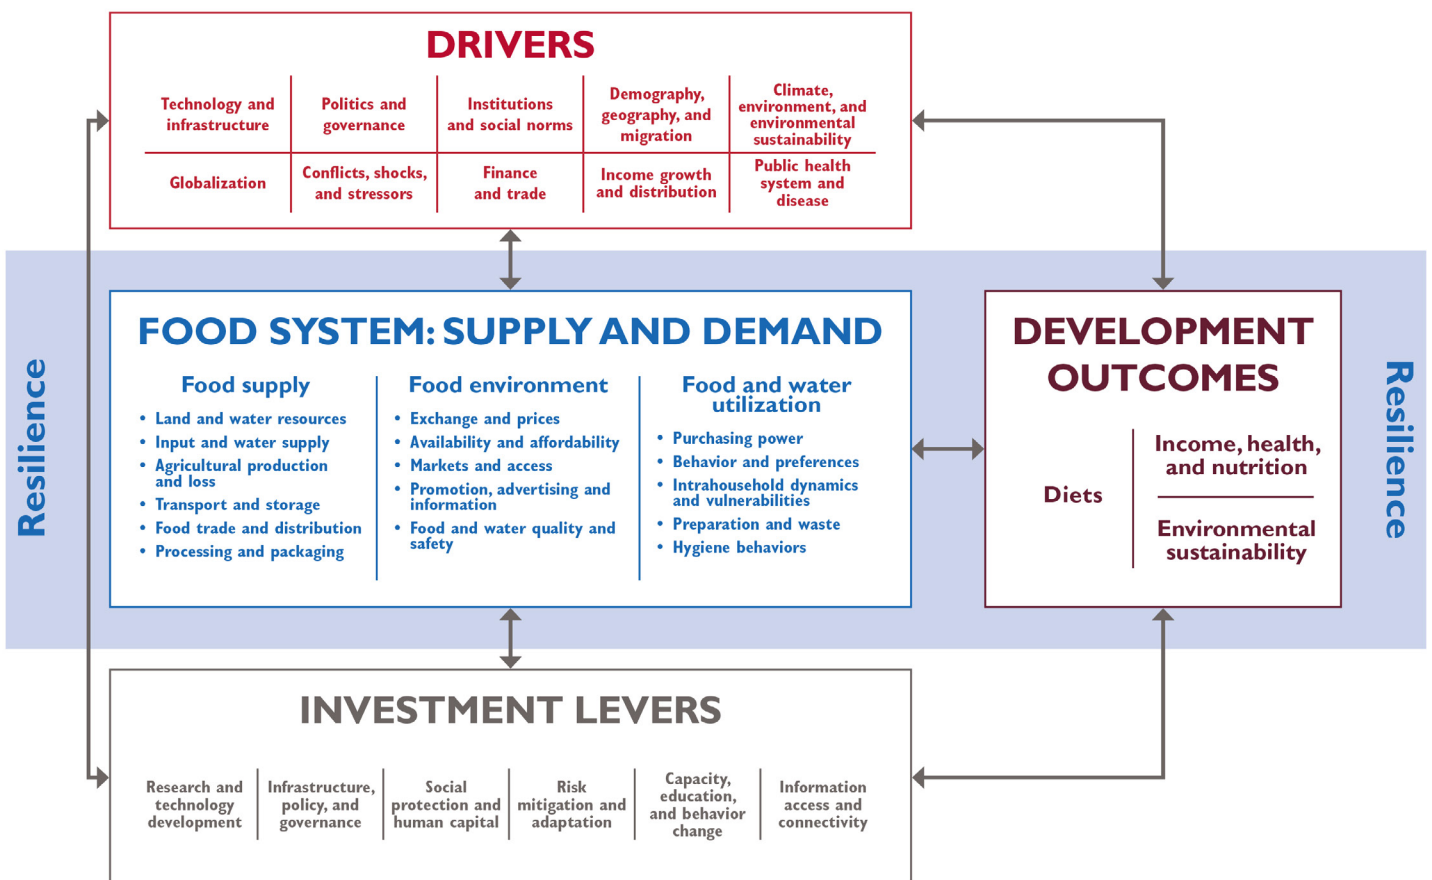 DRIVERS
Technology and
infrastructure
Politics and
governance
Institutions
and social norms
Demography,
geography, and
migration
Climate,
environment, and
environmental
sustainability
Globalization
Conflicts, shocks,
and stressors
Finance
and trade
Income growth
and distribution
Public health
system and
disease
Resilience
FOOD SYSTEM: SUPPLY AND DEMAND
Food supply
• Land and water resources
• Input and water supply
• Agricultural production
and loss
• Transport and storage
• Food trade and distribution
• Processing and packaging
Food environment
• Exchange and prices
• Availability and affordability
• Markets and access
• Promotion, advertising and
information
• Food and water quality and
safety
Food and water
utilization
• Purchasing power
• Behavior and preferences
• Intrahousehold dynamics
and vulnerabilities
• Preparation and waste
• Hygiene behaviors
DEVELOPMENT
OUTCOMES
Diets
Income, health,
and nutrition
Environmental
sustainability
Resilience
INVESTMENT LEVERS
Research and
technology
development
Infrastructure,
policy, and
governance
Social
protection and
human capital
Risk
mitigation and
adaptation
Capacity,
education,
and behavior
change
Information
access and
connectivity